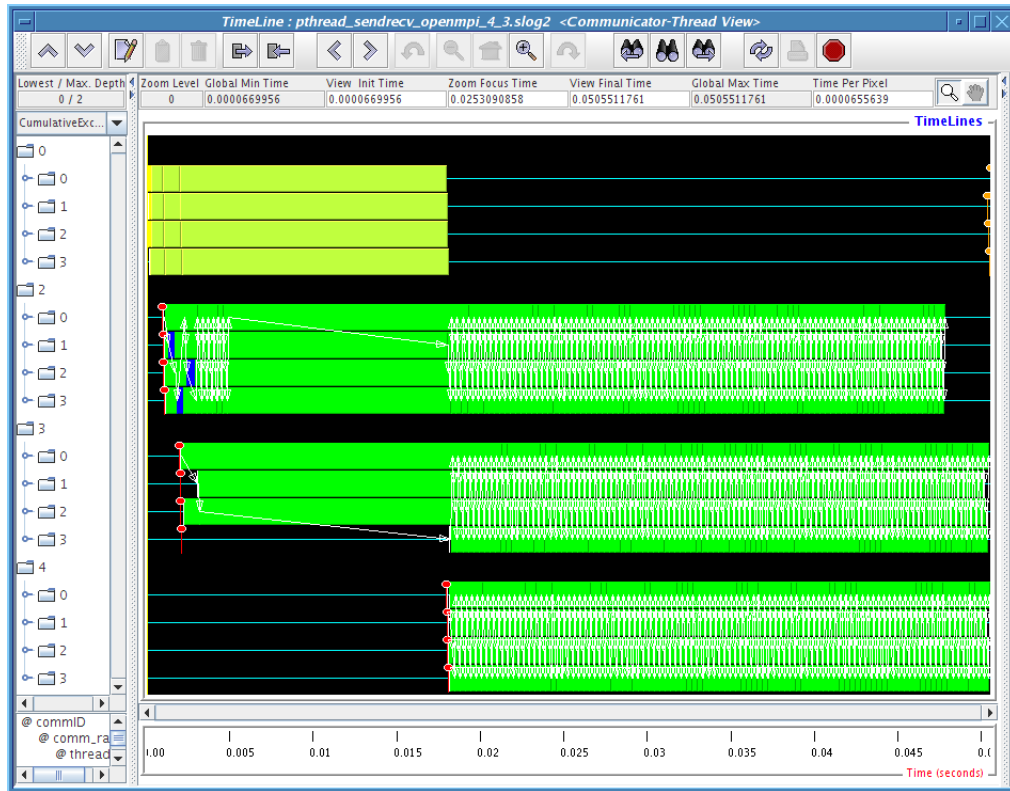 TimeLine : pthread_sendrecv_openmpi_4_3.slog2 <Communicator-Thread View>
Lowest / Max. Depth Zoom Level Global Min Time View Init Time Zoom Focus Time View Final Time Global Max Time Time Per Pixel
0 / 2 0 0.0000669956 0.0000669956 0.0253090858 0.0505511761 0.0505511761 0.0000655639
CumulativeExc...
TimeLines
0
0
1
2
3
2
0
1
2
3
3
0
1
2
3
4
0
1
2
3
@ commID
@ comm_ra
@ thread
0.005 0.01 0.015 0.02 0.025 0.03 0.035 0.04 0.045
Time (seconds)